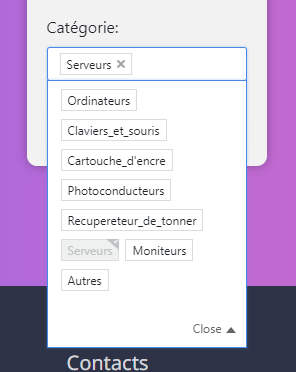 Catégorie:
Serveurs ×
Ordinateurs
Claviers_et_souris
Cartouche_d'encre
Photoconducteurs
Recupereteur_de_tonner
Serveurs Moniteurs
Autres
Close
Contacts